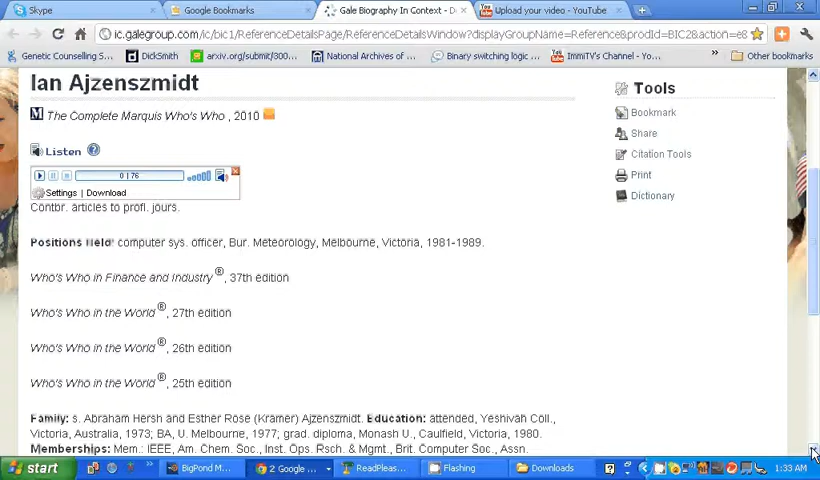 Skype
Google Bookmarks
Gale Biography In Context - De
Upload your video - YouTube
ic.galegroup.com/ic/bic1/ReferenceDetailsPage/ReferenceDetailsWindow?displayGroupName=Reference&prodId=BIC2&action=e8
Genetic Counselling S...
DickSmith
arxiv.org/submit/300...
National Archives of ...
Binary switching logic ...
ImmiTV's Channel - Yo...
»
Other bookmarks
Ian Ajzenszmidt
The Complete Marquis Who's Who , 2010
Listen
0 | 76
Settings | Download
Contbr. articles to profl. jours.
Positions Held: computer sys. officer, Bur. Meteorology, Melbourne, Victoria, 1981-1989.
Who's Who in Finance and Industry ®, 37th edition
Who's Who in the World ®, 27th edition
Who's Who in the World ®, 26th edition
Who's Who in the World ®, 25th edition
Family: s. Abraham Hersh and Esther Rose (Kramer) Ajzenszmidt. Education: attended, Yeshivah Coll.,
Victoria, Australia, 1973; BA, U. Melbourne, 1977; grad. diploma, Monash U., Caulfield, Victoria, 1980.
Memberships: Mem.: IEEE, Am. Chem. Soc., Inst. Ops. Rsch. & Mgmt., Brit. Computer Soc., Assn.
Tools
Bookmark
Share
Citation Tools
Print
Dictionary
start
BigPond M...
2 Google ...
ReadPleas...
Flashing
Downloads
1:33 AM